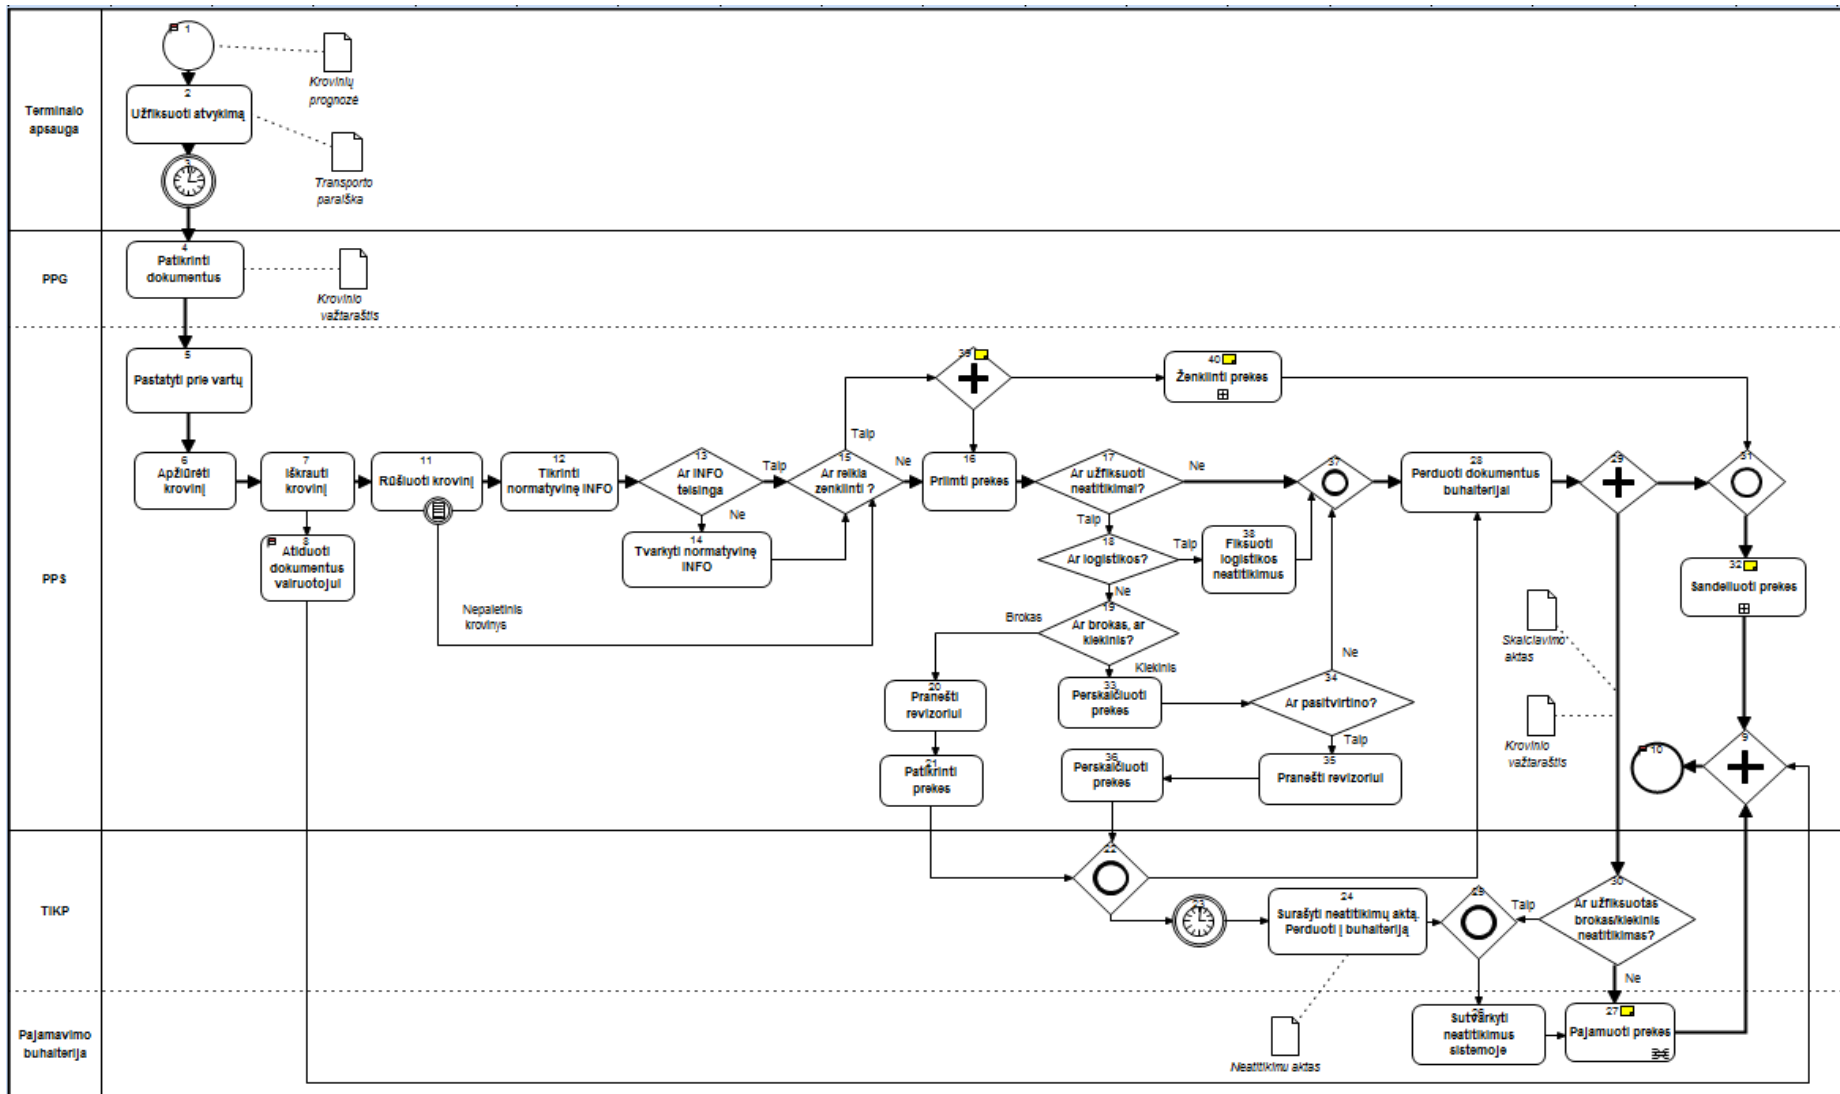 Terminalo
apsauga
1
Krovinių
prognozė
2
Užfiksuoti atvykimą
3
Transporto
paraiška
PPG
4
Patikrinti
dokumentus
Krovinio
važtaraštis
PPS
5
Pastatyti prie vartų
39
40
Ženklinti prekes
6
Apžiūrėti
krovinį
7
Iškrauti
krovinį
11
Rūšiuoti krovinį
12
Tikrinti
normatyvinę INFO
13
Ar INFO
teisinga
Taip
Ne
14
Tvarkyti normatyvinę
INFO
15
Ar reikia
zenklinti ?
Taip
Ne
16
Priimti prekes
17
Ar užfiksuoti
neatitikimai?
Ne
Taip
37
28
Perduoti dokumentus
buhalterijai
29
31
8
Atiduoti
dokumentus
vairuotojui
Nepaletinis
krovinys
18
Ar logistikos?
Taip
Ne
38
Fiksuoti
logistikos
neatitikimus
32
Sandeliuoti prekes
19
Ar brokas, ar
kiekinis?
Brokas
Kiekinis
Skaiciavimo
aktas
20
Pranešti
revizoriui
33
Perskaičiuoti
prekes
34
Ar pasitvirtino?
Ne
Taip
Krovinio
važtaraštis
21
Patikrinti
prekes
36
Perskaičiuoti
prekes
35
Pranešti revizoriui
10
9
TIKP
22
23
24
Surašyti neatitikimų aktą.
Perduoti į buhalteriją
Taip
30
Ar užfiksuotas
brokas/kiekinis
neatitikimas?
Ne
Pajamavimo
buhalterija
Neatitikimu aktas
Sutvarkyti
neatitikimus
sistemoje
27
Pajamuoti prekes